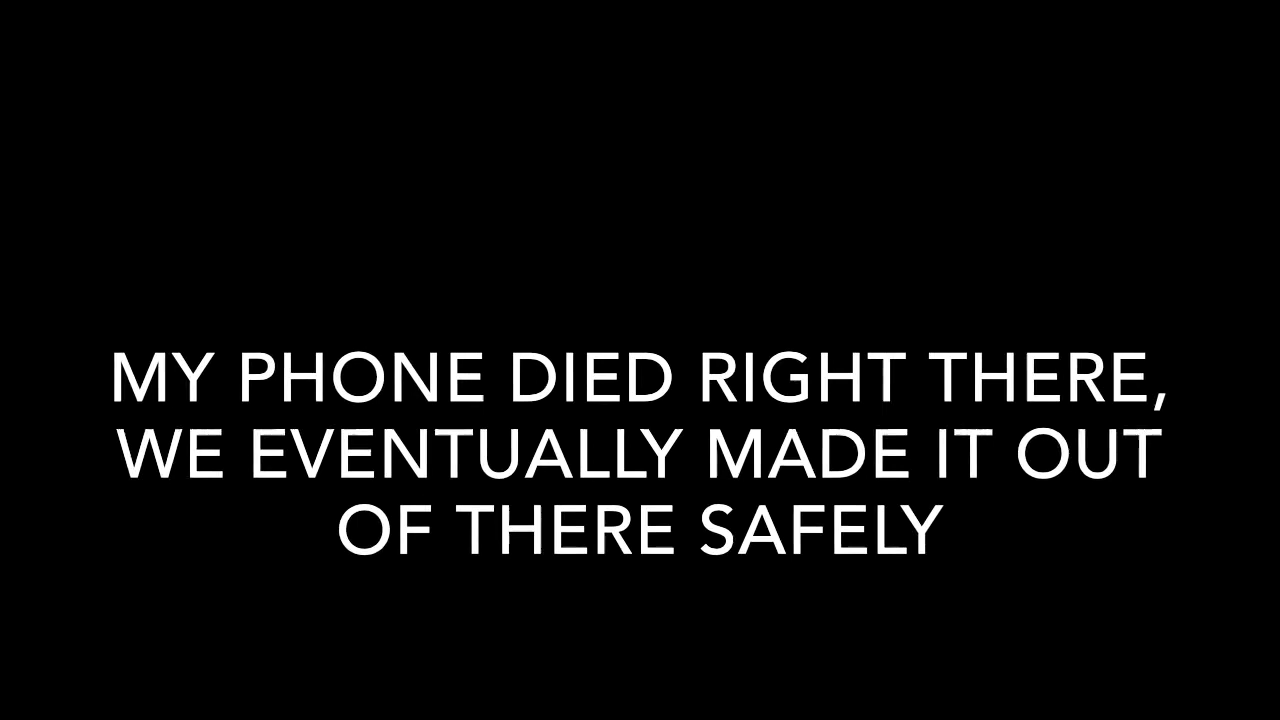 MY PHONE DIED RIGHT THERE,
WE EVENTUALLY MADE IT OUT
OF THERE SAFELY